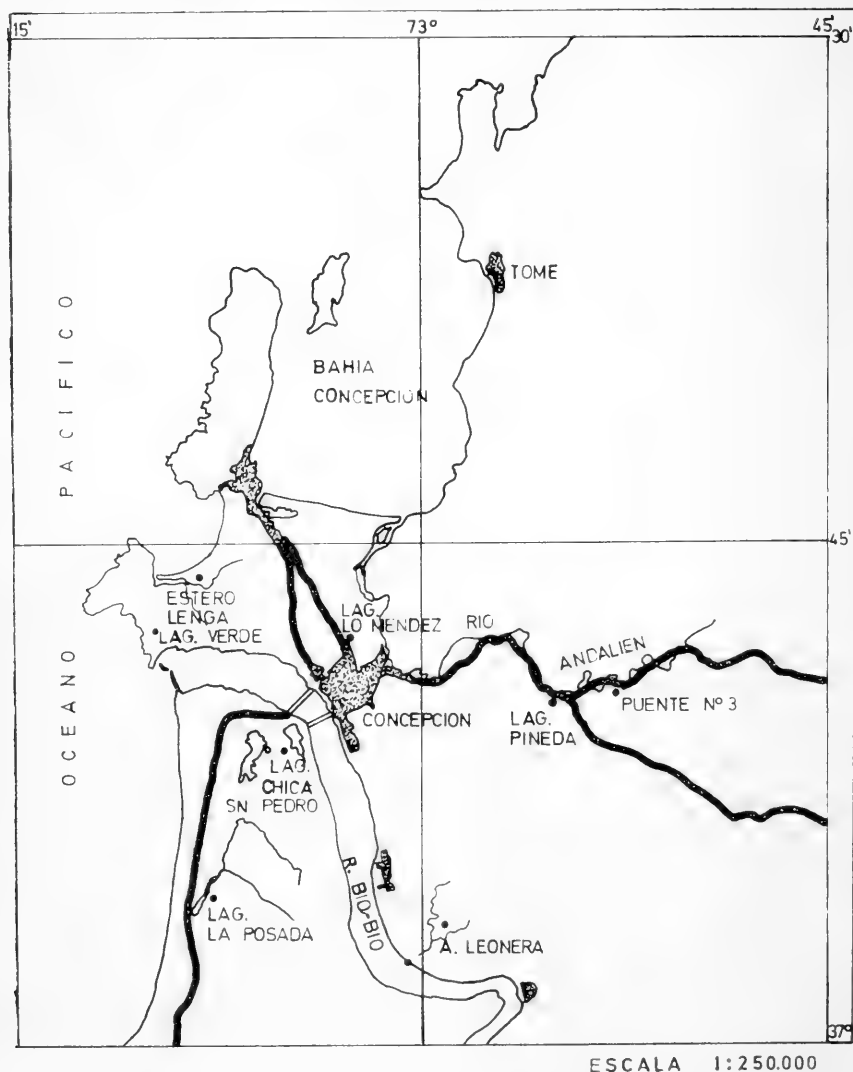 15'
73°
45'
30'
TOME
PACIFICO
BAHIA
CONCEPCIÓN
45'
ESTERO
LENGA
LAG. VERDE
LAG.
LO MENDEZ
RIO
ANDALIEN
OCEANO
CONCEPCION
LAG.
PINEDA
PUENTE Nº 3
LAG.
CHICA
SN PEDRO
R. BIO-BIO
LAG.
LA POSADA
A. LEONERA
37°
ESCALA 1:250.000